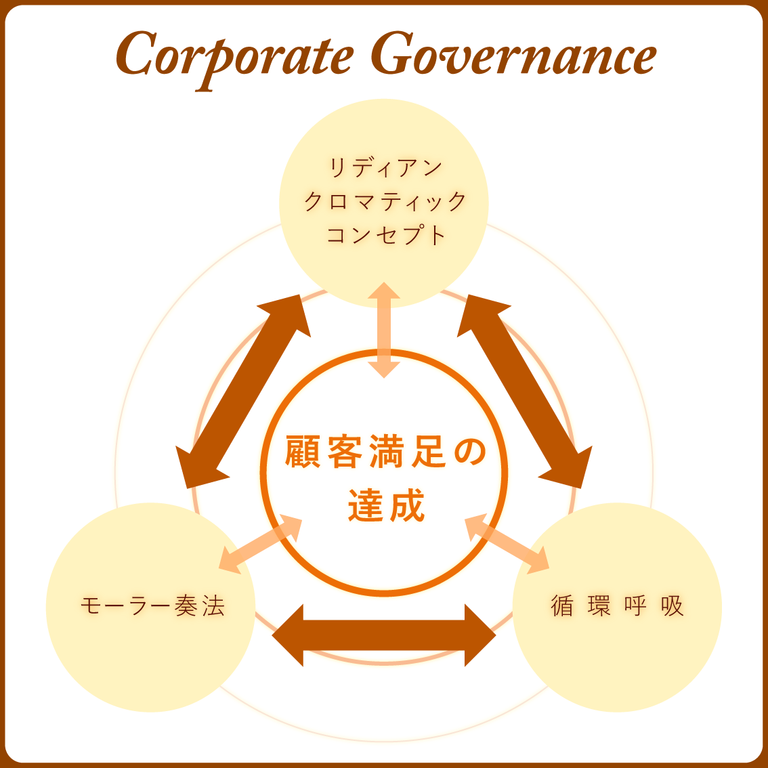 Corporate Governance
リディアン
クロマティック
コンセプト
顧客満足の
達成
モーラー奏法
循環呼吸